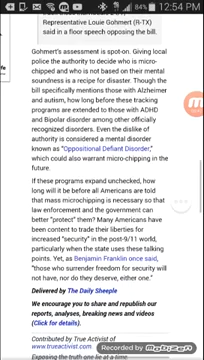 84% 12:54 PM
Representative Louie Gohmert (R-TX)
said in a floor speech opposing the bill.
Gohmert's assessment is spot-on. Giving local
police the authority to decide who is micro-
chipped and who is not based on their mental
soundness is a recipe for disaster. Though the
bill specifically mentions those with Alzheimer
and autism, how long before these tracking
programs are extended to those with ADHD
and Bipolar disorder among other officially
recognized disorders. Even the dislike of
authority is considered a mental disorder
known as "Oppositional Defiant Disorder,"
which could also warrant micro-chipping in the
future.
If these programs expand unchecked, how
long will it be before all Americans are told
that mass microchipping is necessary so that
law enforcement and the government can
better "protect" them? Many Americans have
been content to trade their liberties for
increased "security" in the post-9/11 world,
particularly when the state uses these talking
points. Yet, as Benjamin Franklin once said,
"those who surrender freedom for security will
not have, nor do they deserve, either one."
Delivered by The Daily Sheeple
We encourage you to share and republish our
reports, analyses, breaking news and videos
(Click for details).
Contributed by True Activist of
www.trueactivist.com
Exposing the truth one lie at a time.
Recorded by
Mobizen